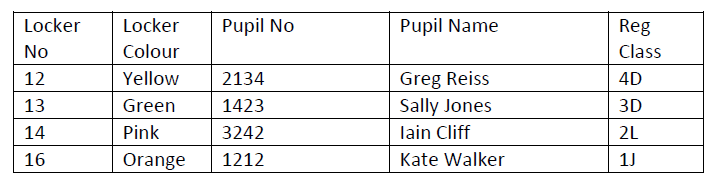 Locker No Locker Colour Pupil No Pupil Name Reg Class
12 Yellow 2134 Greg Reiss 4D
13 Green 1423 Sally Jones 3D
14 Pink 3242 Iain Cliff 2L
16 Orange 1212 Kate Walker 1J